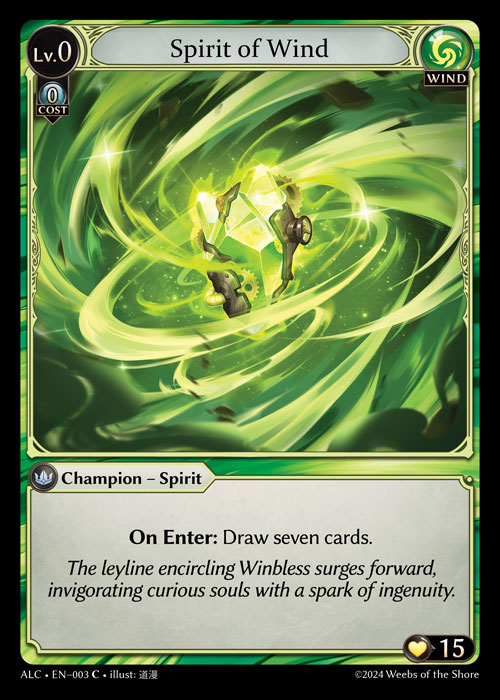 Lv.0
Spirit of Wind
WIND
0
COST
Champion – Spirit
On Enter: Draw seven cards.
The leyline encircling Winbless surges forward,
invigorating curious souls with a spark of ingenuity.
15
ALC • EN–003 C • illust: 道漫
©2024 Weebs of the Shore